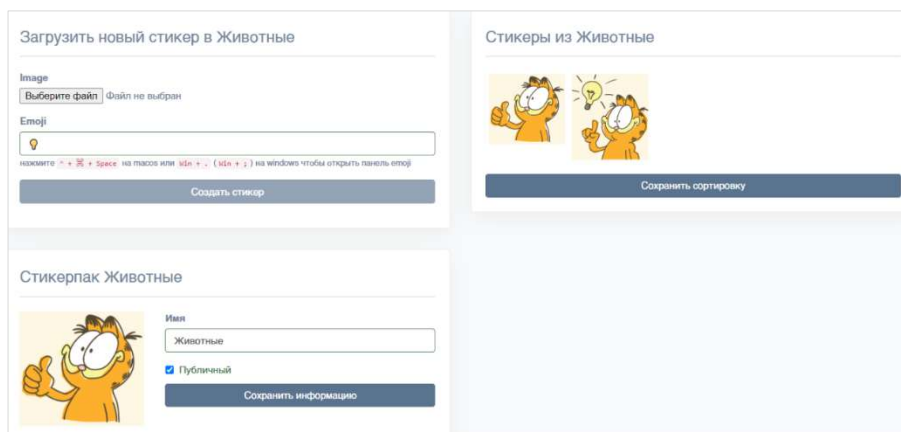 Загрузить новый стикер в Животные
Image
Выберите файл Файл не выбран
Emoji
💡
нажмите ^ + ⌘ + Space на macos или Win + . ( Win + ; ) на windows чтобы открыть панель emoji
Создать стикер
Стикерпак Животные
Имя
Животные
Публичный
Сохранить информацию
Стикеры из Животные
Сохранить сортировку